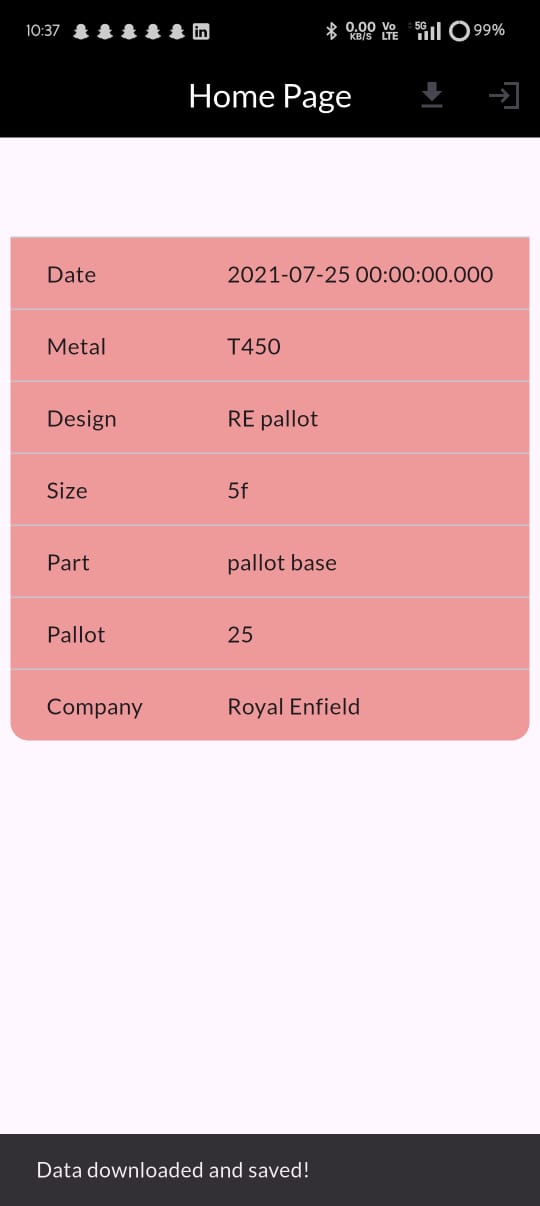 10:37 in 0.00 KB/S Vo LTE 5G 99%
Home Page
Date 2021-07-25 00:00:00.000
Metal T450
Design RE pallot
Size 5f
Part pallot base
Pallot 25
Company Royal Enfield
Data downloaded and saved!